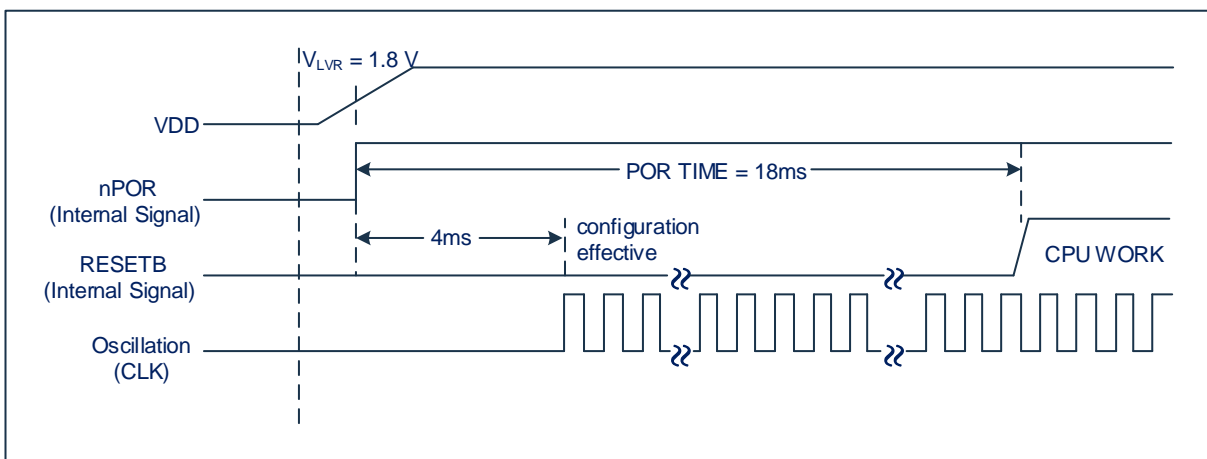 VLVR = 1.8 V
VDD
POR TIME = 18ms
nPOR
(Internal Signal)
4ms
configuration
effective
RESETB
(Internal Signal)
CPU WORK
Oscillation
(CLK)